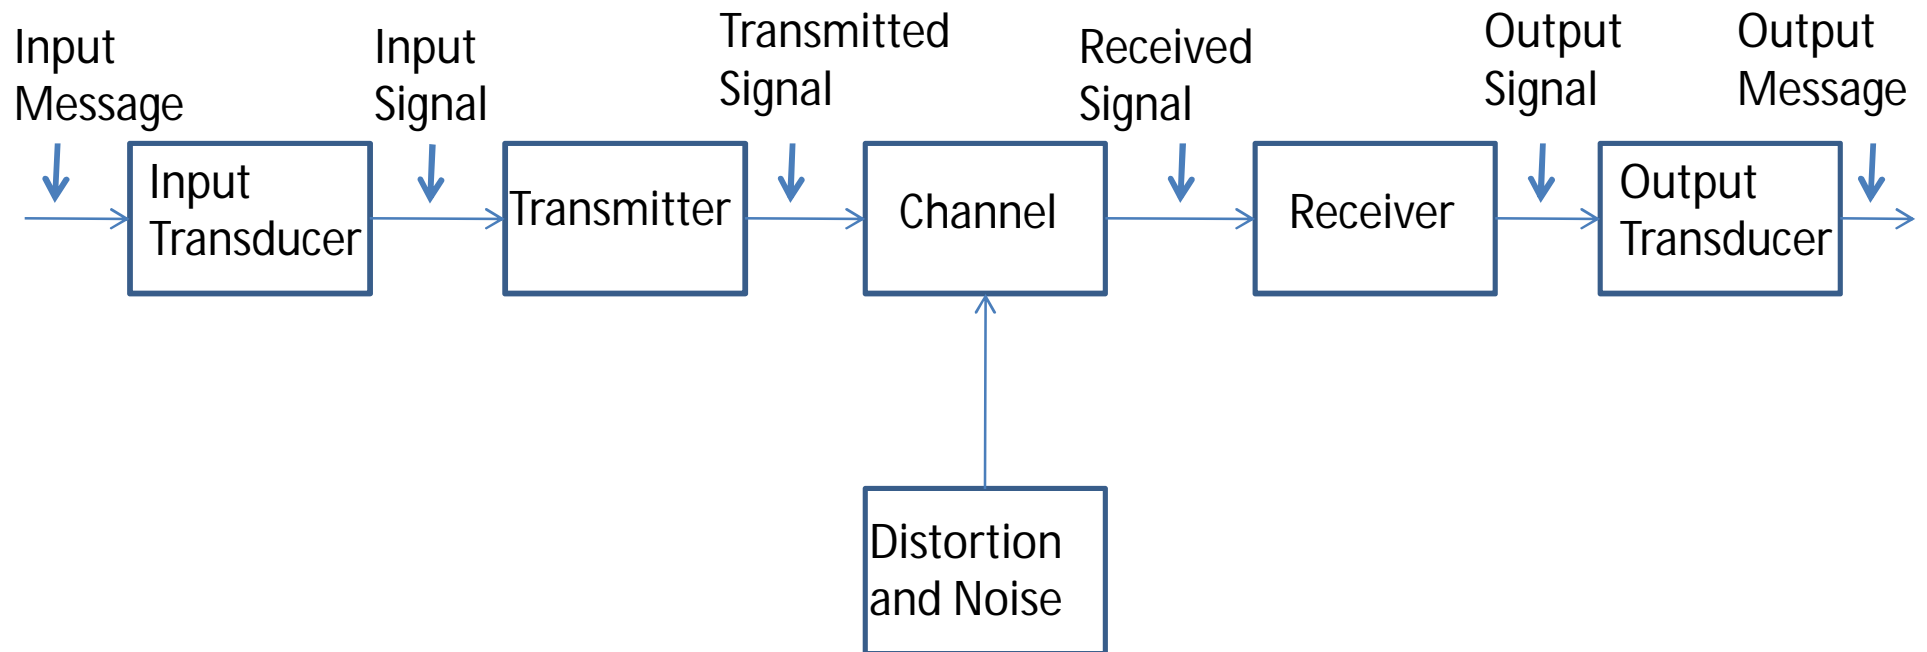 Input
Message
Input
Signal
Transmitted
Signal
Received
Signal
Output
Signal
Output
Message
Input
Transducer
Transmitter
Channel
Receiver
Output
Transducer
Distortion
and Noise